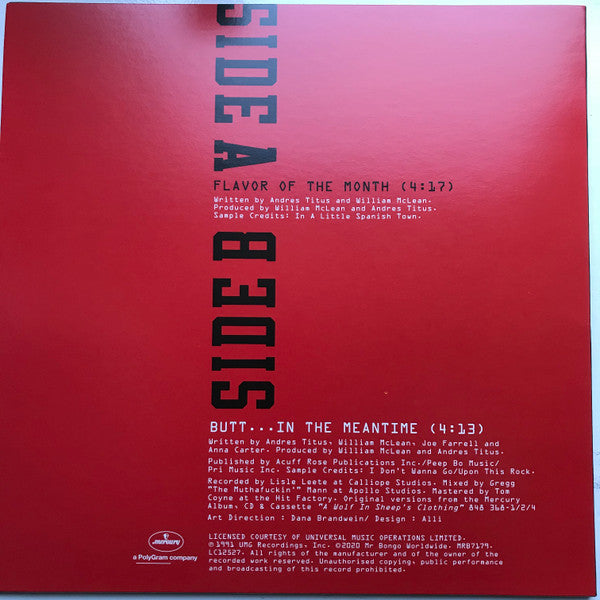 SIDE A
FLAVOR OF THE MONTH (4:17)
Written by Andres Titus and William McLean.
Produced by William McLean and Andres Titus.
Sample Credits: In A Little Spanish Town.
SIDE B
BUTT...IN THE MEANTIME (4:13)
Written by Andres Titus, William McLean, Joe Farrell and
Anna Carter. Produced by William McLean and Andres Titus.
Published by Acuff Rose Publications Inc./Peep Bo Music/
Pri Music Inc. Sample Credits: I Don't Wanna Go/Upon This Rock.
Recorded by Lisle Leete at Calliope Studios. Mixed by Gregg
"The Muthafuckin'" Mann at Apollo Studios. Mastered by Tom
Coyne at the Hit Factory. Original versions from the Mercury
Album, CD & Cassette "A Wolf In Sheep's Clothing" 848 368-1/2/4
Art Direction : Dana Brandwein/ Design : Alli
mercury
a PolyGram company
LICENSED COURTESY OF UNIVERSAL MUSIC OPERATIONS LIMITED.
℗ 1991 UMG Recordings, Inc. ©2020 Mr Bongo Worldwide. MRB7179.
LC12527. All rights of the manufacturer and of the owner of the
recorded work reserved. Unauthorised copying, public performance
and broadcasting of this record prohibited.